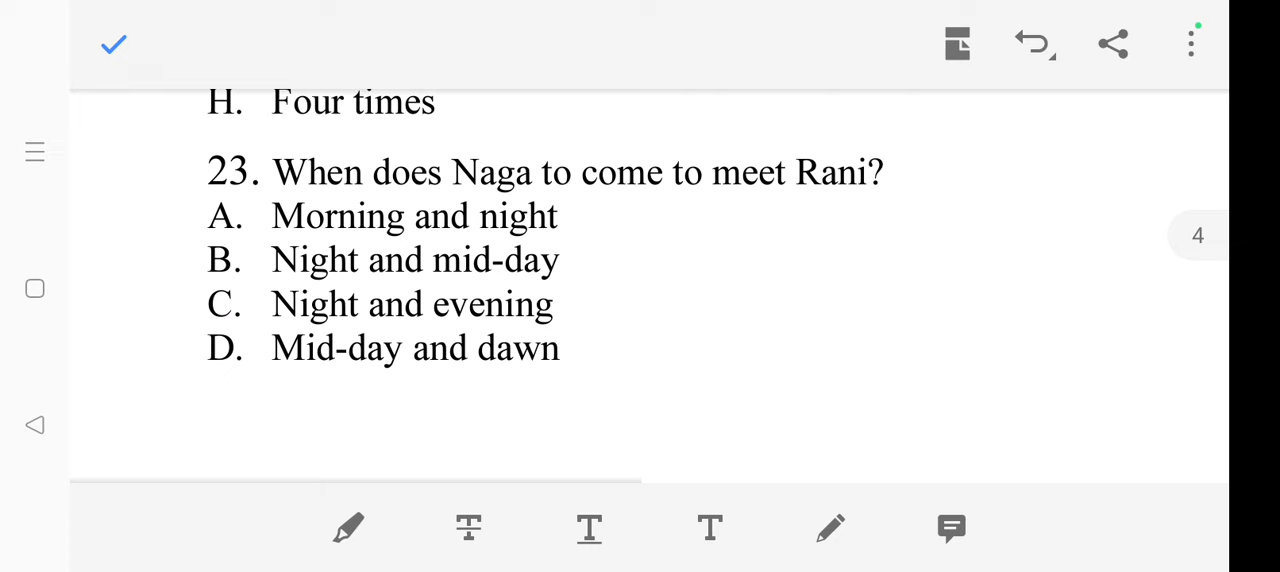 H. Four times
23. When does Naga to come to meet Rani?
A. Morning and night
4
B. Night and mid-day
C. Night and evening
D. Mid-day and dawn